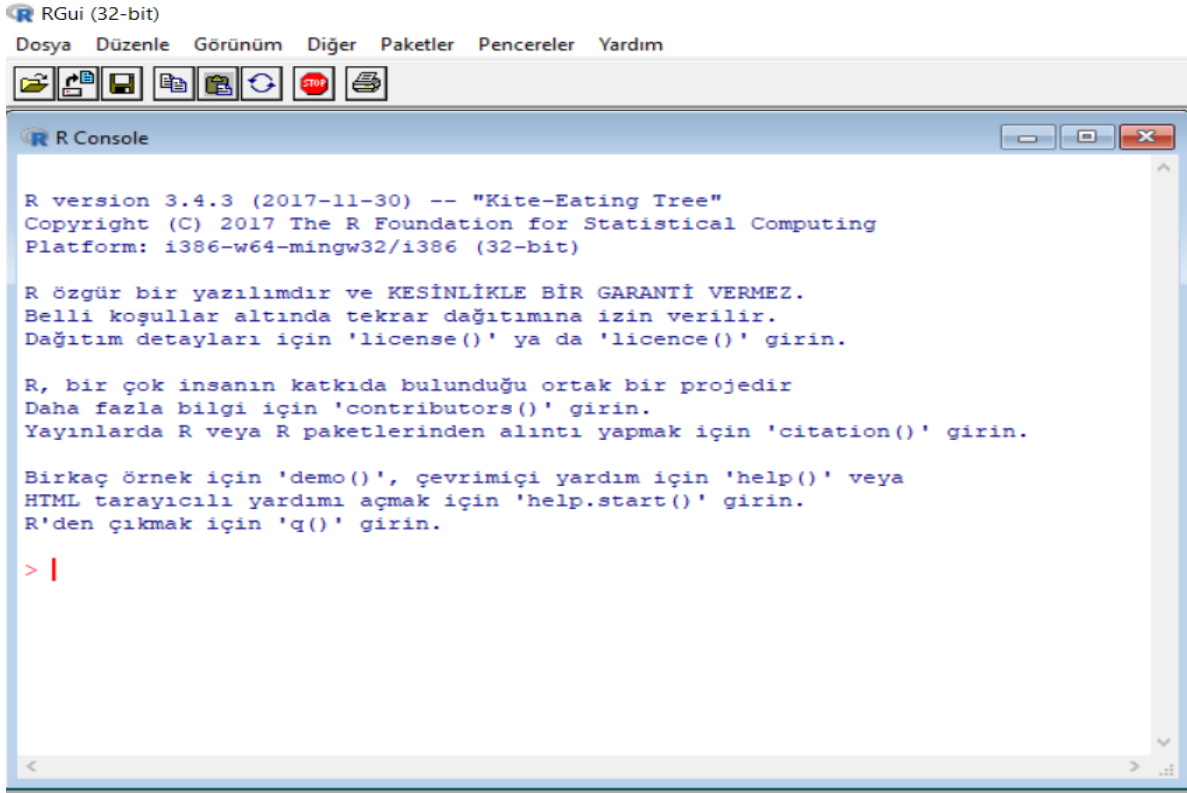 RGui (32-bit)
Dosya Düzenle Görünüm Diğer Paketler Pencereler Yardım
STOP
R Console
R version 3.4.3 (2017-11-30) -- "Kite-Eating Tree"
Copyright (C) 2017 The R Foundation for Statistical Computing
Platform: i386-w64-mingw32/i386 (32-bit)
R özgür bir yazılımdır ve KESİNLİKLE BİR GARANTİ VERMEZ.
Belli koşullar altında tekrar dağıtımına izin verilir.
Dağıtım detayları için 'license()' ya da 'licence()' girin.
R, bir çok insanın katkıda bulunduğu ortak bir projedir
Daha fazla bilgi için 'contributors()' girin.
Yayınlarda R veya R paketlerinden alıntı yapmak için 'citation()' girin.
Birkaç örnek için 'demo()', çevrimiçi yardım için 'help()' veya
HTML tarayıcılı yardımı açmak için 'help.start()' girin.
R'den çıkmak için 'q()' girin.
>